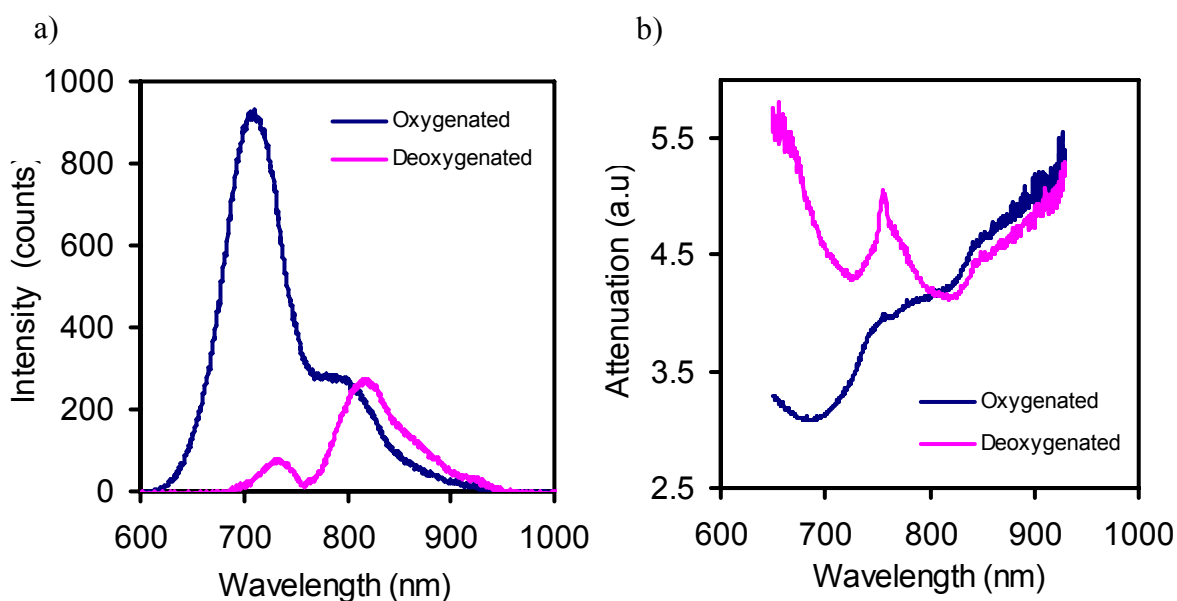 a)
1000
800
600
400
200
0
Intensity (counts)
Oxygenated
Deoxygenated
600 700 800 900 1000
Wavelength (nm)
b)
5.5
4.5
3.5
2.5
Attenuation (a.u)
Oxygenated
Deoxygenated
600 700 800 900 1000
Wavelength (nm)